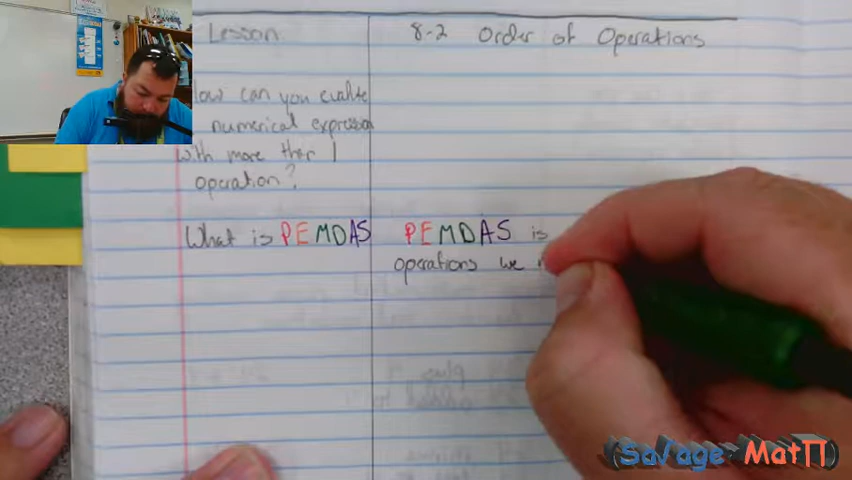 Lesson 8-2 Order of Operations
How can you evalute
numerical expression
with more than 1
operation?
What is PEMDAS PEMDAS is
operations we
(Savage MatΠ)